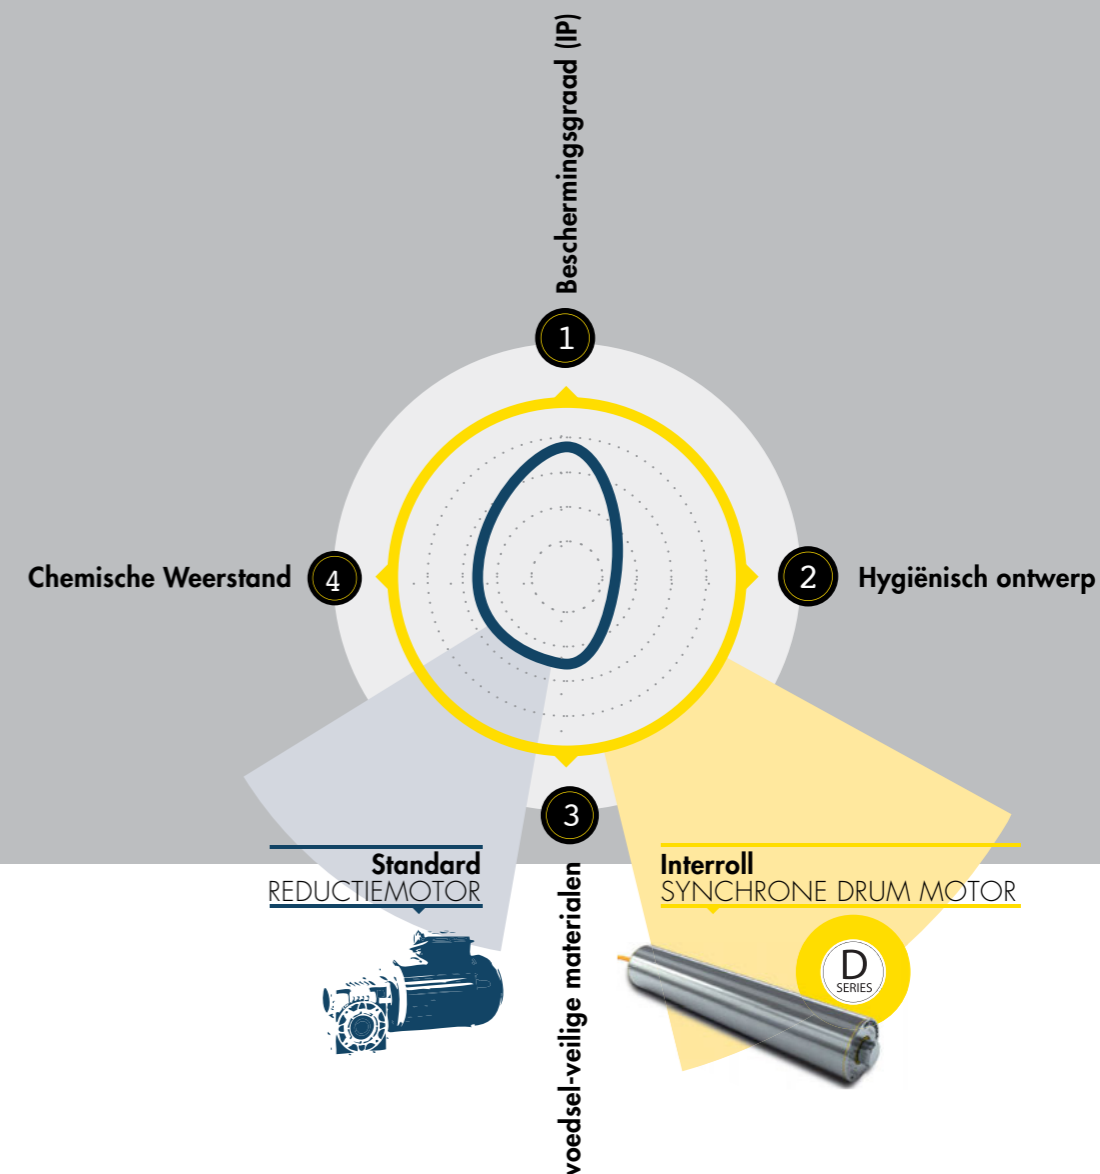 Beschermingsgraad (IP)
1
Chemische Weerstand
4
2
Hygiënisch ontwerp
3
Standard
REDUCTIEMOTOR
Interroll
SYNCHRONE DRUM MOTOR
voedsel-veilige materialen
D
SERIES